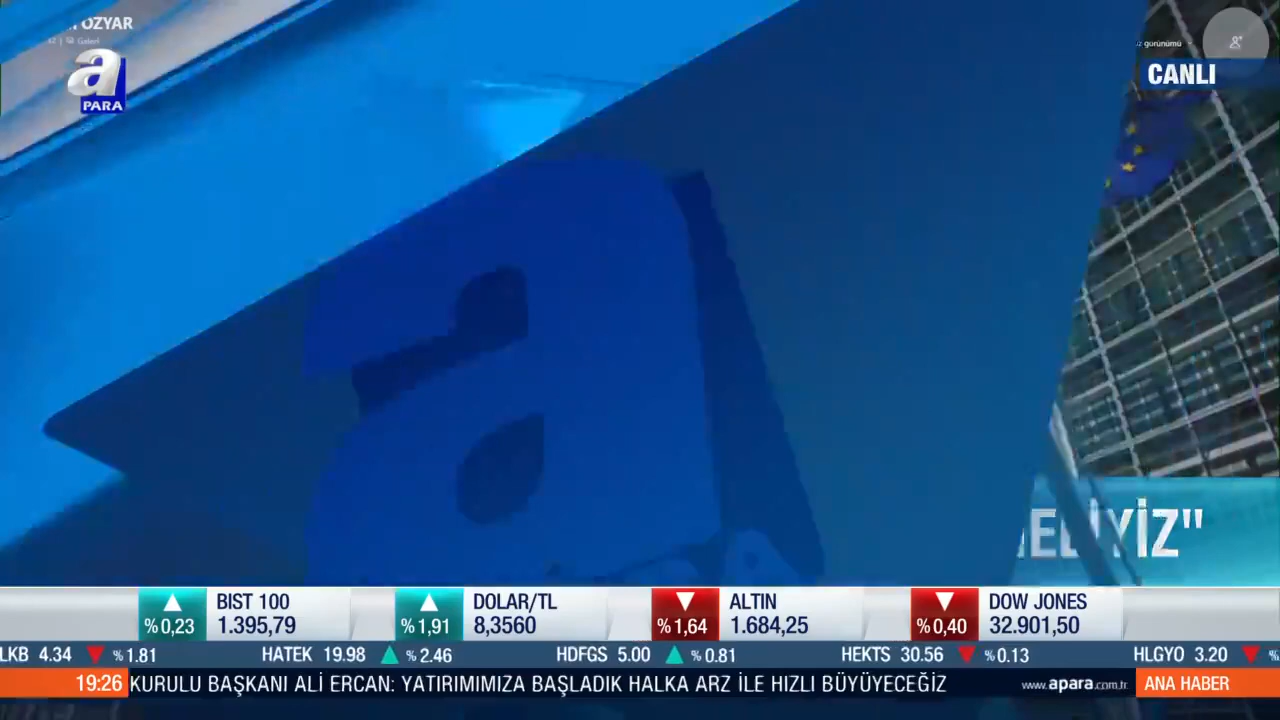 OZYAR
Galeri
a
PARA
görünümü
CANLI
a
YİZ"
BIST 100
%0,23 1.395,79
DOLAR/TL
%1,91 8,3560
ALTIN
%1,64 1.684,25
DOW JONES
%0,40 32.901,50
LKB 4.34 %1.81 HATEK 19.98 %2.46 HDFGS 5.00 %0.81 HEKTS 30.56 %0.13 HLGYO 3.20 %
19:26 KURULU BAŞKANI ALİ ERCAN: YATIRIMIMIZA BAŞLADIK HALKA ARZ İLE HIZLI BÜYÜYECEĞİZ www.apara.com.tr ANA HABER